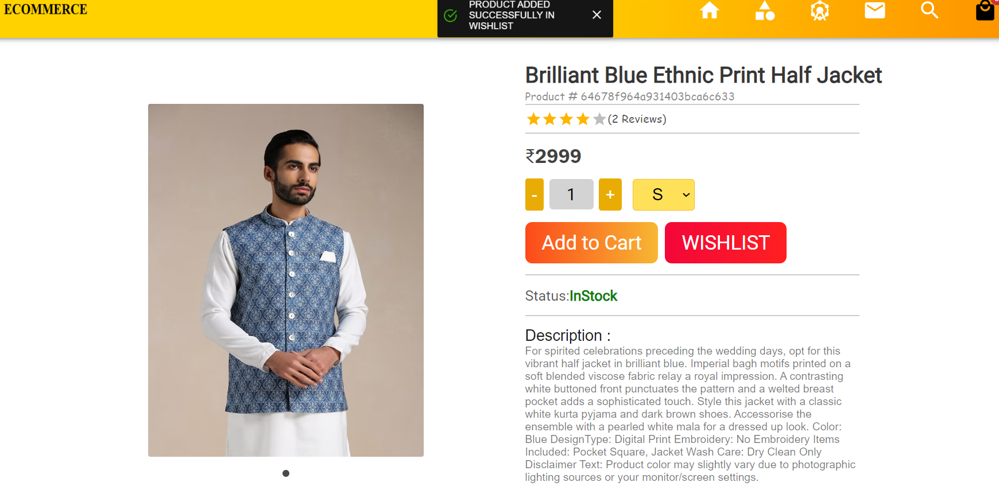 ECOMMERCE
PRODUCT ADDED
SUCCESSFULLY IN
WISHLIST
Brilliant Blue Ethnic Print Half Jacket
Product # 64678f964a931403bca6c633
(2 Reviews)
₹2999
- 1 + S
Add to Cart WISHLIST
Status:InStock
Description :
For spirited celebrations preceding the wedding days, opt for this
vibrant half jacket in brilliant blue. Imperial bagh motifs printed on a
soft blended viscose fabric relay a royal impression. A contrasting
white buttoned front punctuates the pattern and a welted breast
pocket adds a sophisticated touch. Style this jacket with a classic
white kurta pyjama and dark brown shoes. Accessorise the
ensemble with a pearled white mala for a dressed up look. Color:
Blue DesignType: Digital Print Embroidery: No Embroidery Items
Included: Pocket Square, Jacket Wash Care: Dry Clean Only
Disclaimer Text: Product color may slightly vary due to photographic
lighting sources or your monitor/screen settings.